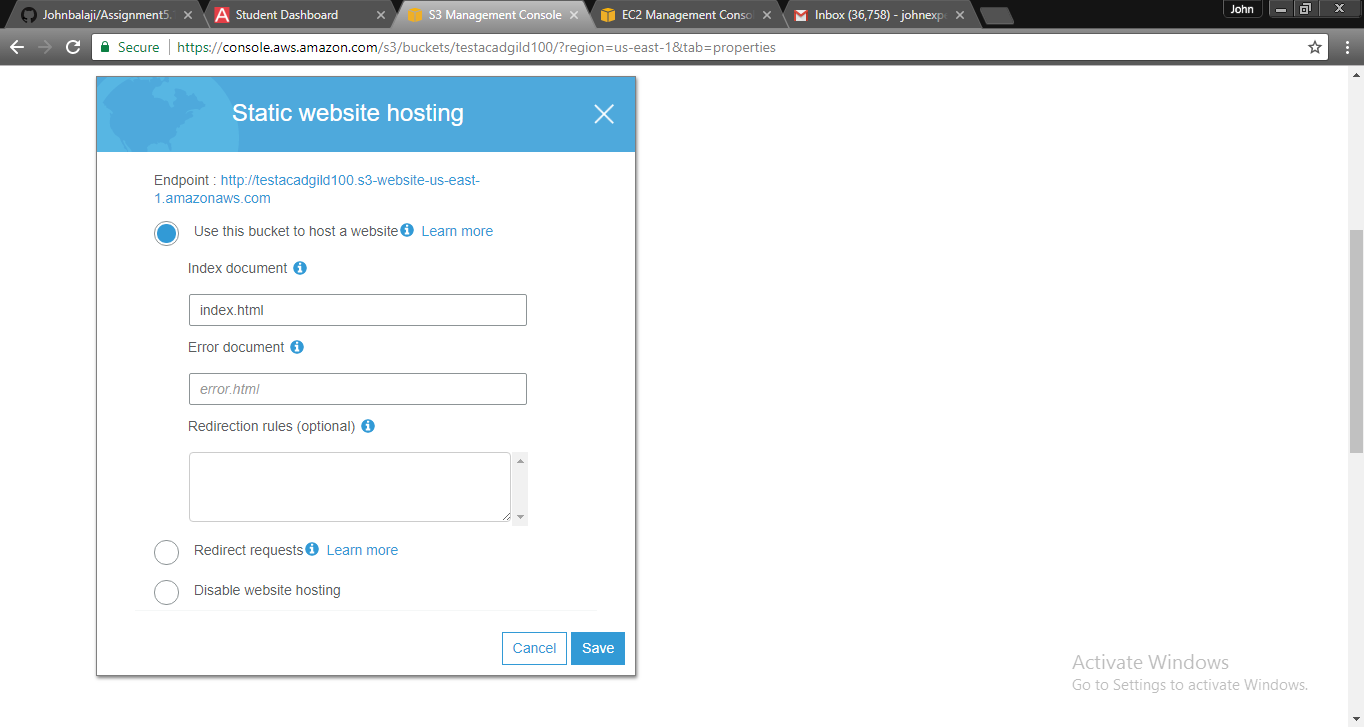 Johnbalaji/Assignment5.
Student Dashboard
S3 Management Console
EC2 Management Conso
Inbox (36,758) - johnexp
John
Secure
https://console.aws.amazon.com/s3/buckets/testacadgild100/?region=us-east-1&tab=properties
Static website hosting
Endpoint : http://testacadgild100.s3-website-us-east-
1.amazonaws.com
Use this bucket to host a website Learn more
Index document
index.html
Error document
error.html
Redirection rules (optional)
Redirect requests Learn more
Disable website hosting
Cancel Save
Activate Windows
Go to Settings to activate Windows.